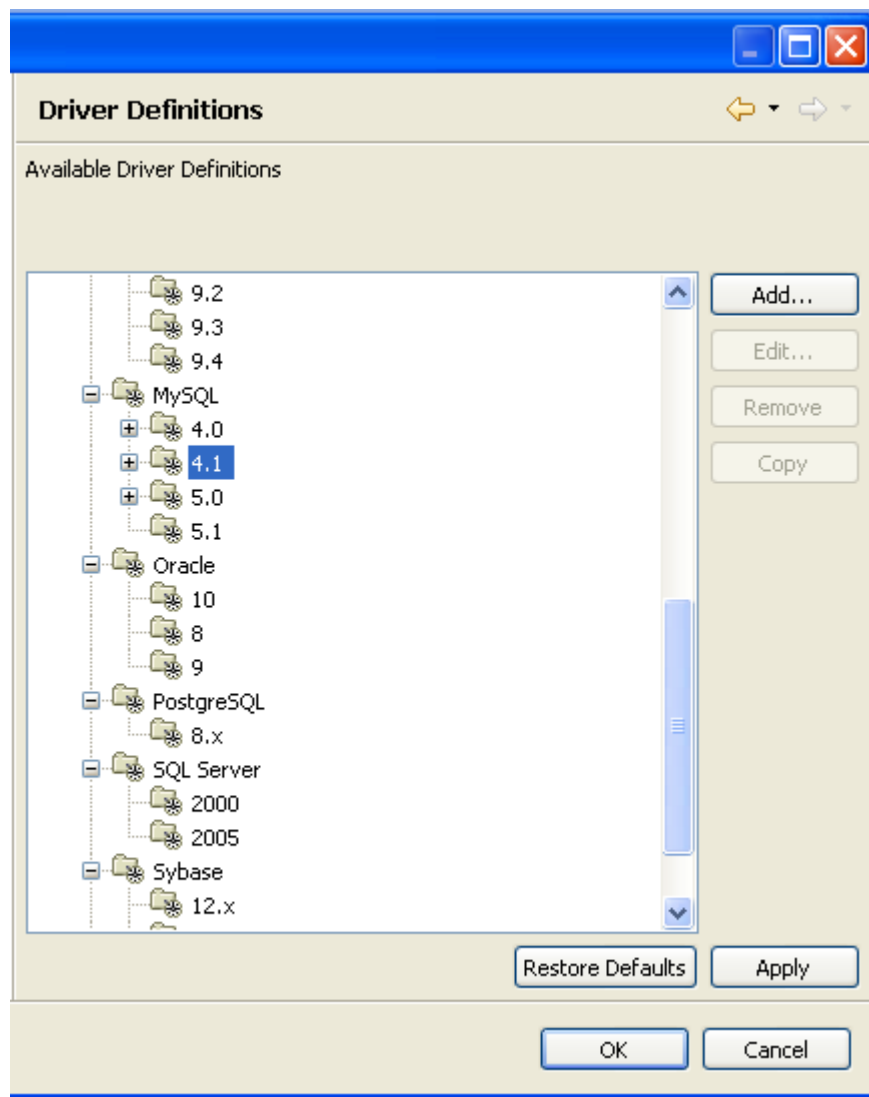 Driver Definitions
Available Driver Definitions
9.2
Add...
9.3
9.4
Edit...
MySQL
Remove
4.0
4.1
Copy
5.0
5.1
Oracle
10
8
9
PostgreSQL
8.x
SQL Server
2000
2005
Sybase
12.x
Restore Defaults
Apply
OK
Cancel